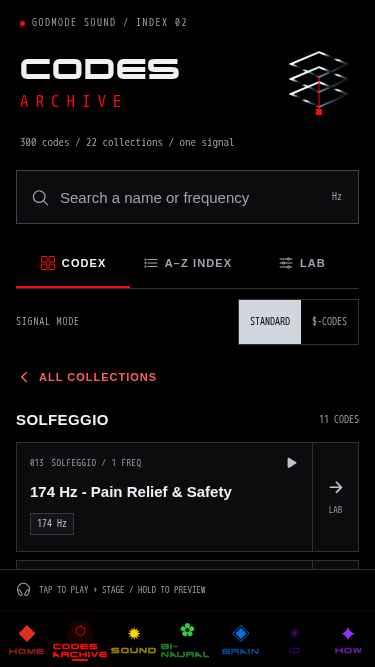 GODMODE SOUND / INDEX 02
CODES
ARCHIVE
300 codes / 22 collections / one signal
Search a name or frequency Hz
CODEX A–Z INDEX LAB
SIGNAL MODE STANDARD $-CODES
ALL COLLECTIONS
SOLFEGGIO 11 CODES
013 SOLFEGGIO / 1 FREQ
174 Hz - Pain Relief & Safety
174 Hz
LAB
TAP TO PLAY + STAGE / HOLD TO PREVIEW
HOME CODES ARCHIVE SOUND BI-NAURAL BRAIN IO HOW